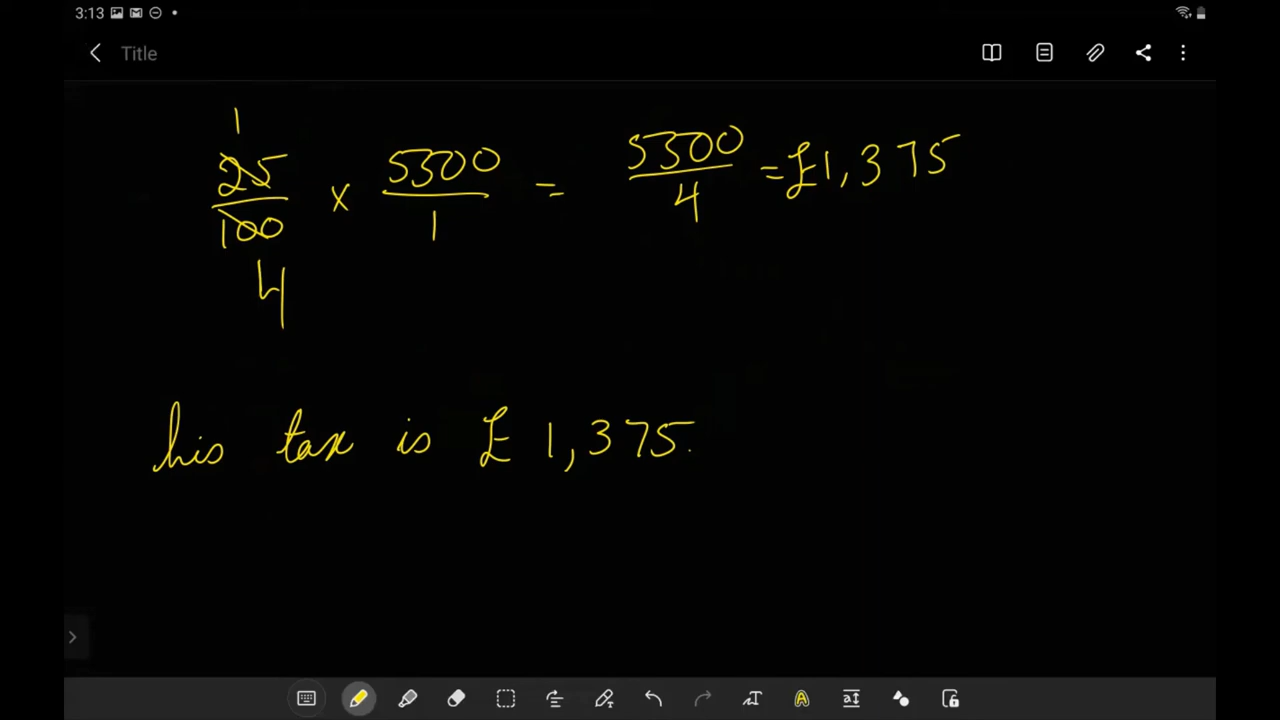 3:13
Title
1
25/100 × 5300/1 = 5300/4 = £1,375
4
his tax is £ 1,375.